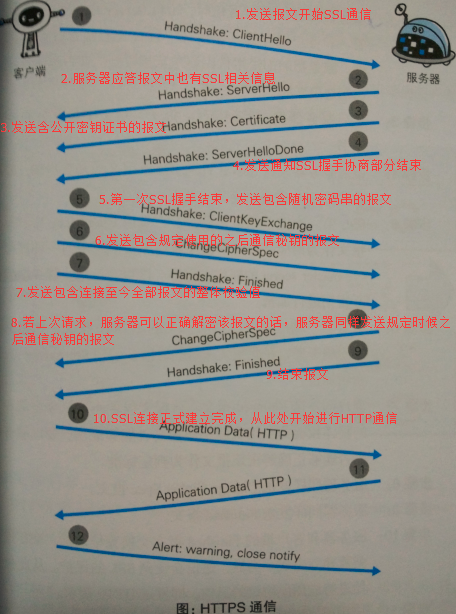 1.发送报文开始SSL通信
1
Handshake: ClientHello
客户端
服务器
2.服务器应答报文中也有SSL相关信息
2
Handshake: ServerHello
3
3.发送含公开密钥证书的报文
Handshake: Certificate
4
Handshake: ServerHelloDone
4.发送通知SSL握手协商部分结束
5
5.第一次SSL握手结束，发送包含随机密码串的报文
Handshake: ClientKeyExchange
6
6.发送包含规定使用的之后通信秘钥的报文
ChangeCipherSpec
7
Handshake: Finished
7.发送包含连接至今全部报文的整体校验值
8.若上次请求，服务器可以正确解密该报文的话，服务器同样发送规定时候之
后通信秘钥的报文
ChangeCipherSpec
9
Handshake: Finished
9.结束报文
10
10.SSL连接正式建立完成，从此处开始进行HTTP通信
Application Data( HTTP )
11
Application Data( HTTP )
12
Alert: warning, close notify
图：HTTPS 通信